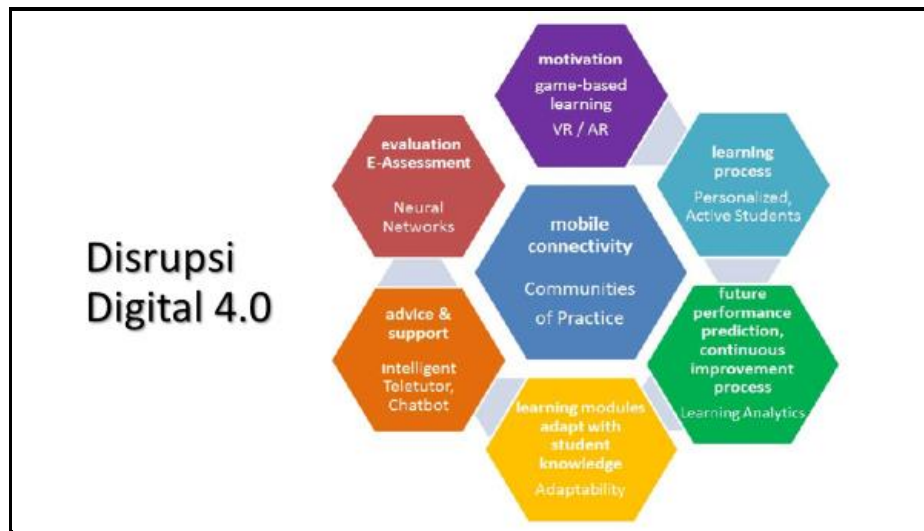 Disrupsi
Digital 4.0
motivation
game-based
learning
VR / AR
learning
process
Personalized,
Active Students
future
performance
prediction,
continuous
improvement
process
Learning Analytics
learning modules
adapt with
student
knowledge
Adaptability
advice &
support
Intelligent
Teletutor,
Chatbot
evaluation
E-Assessment
Neural
Networks
mobile
connectivity
Communities
of Practice